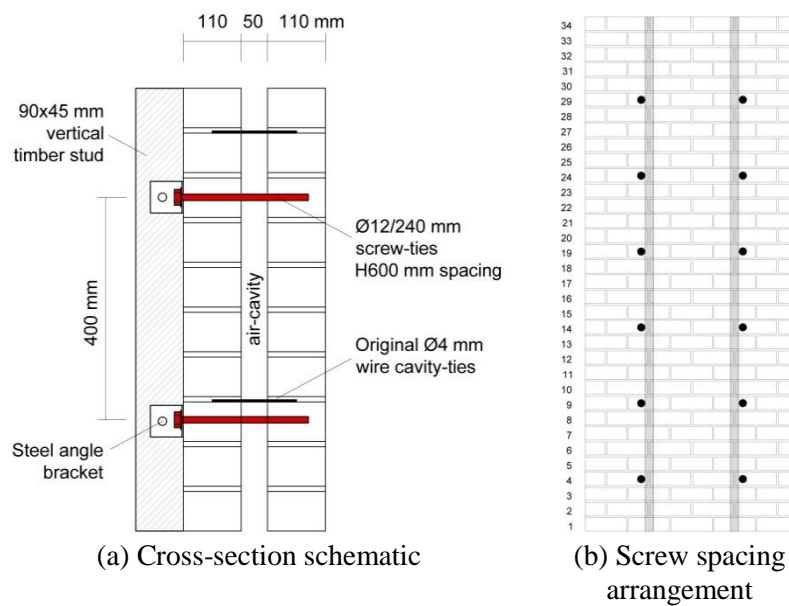 110 50 110 mm
90x45 mm
vertical
timber stud
400 mm
air-cavity
Ø12/240 mm
screw-ties
H600 mm spacing
Original Ø4 mm
wire cavity-ties
Steel angle
bracket
(a) Cross-section schematic
34
33
32
31
30
29
28
27
26
25
24
23
22
21
20
19
18
17
16
15
14
13
12
11
10
9
8
7
6
5
4
3
2
1
(b) Screw spacing
arrangement